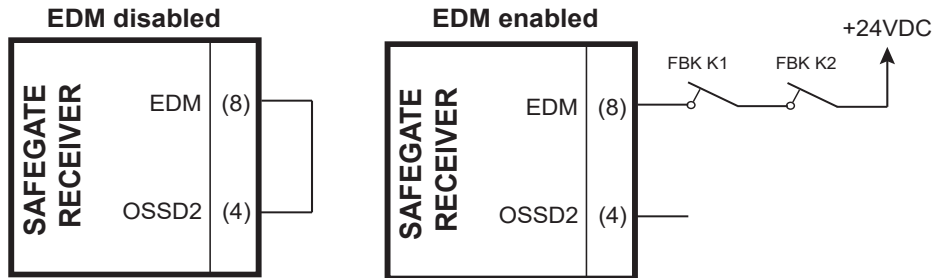 EDM disabled
SAFEGATE
RECEIVER
EDM (8)
OSSD2 (4)
EDM enabled
SAFEGATE
RECEIVER
EDM (8)
OSSD2 (4)
FBK K1
FBK K2
+24VDC